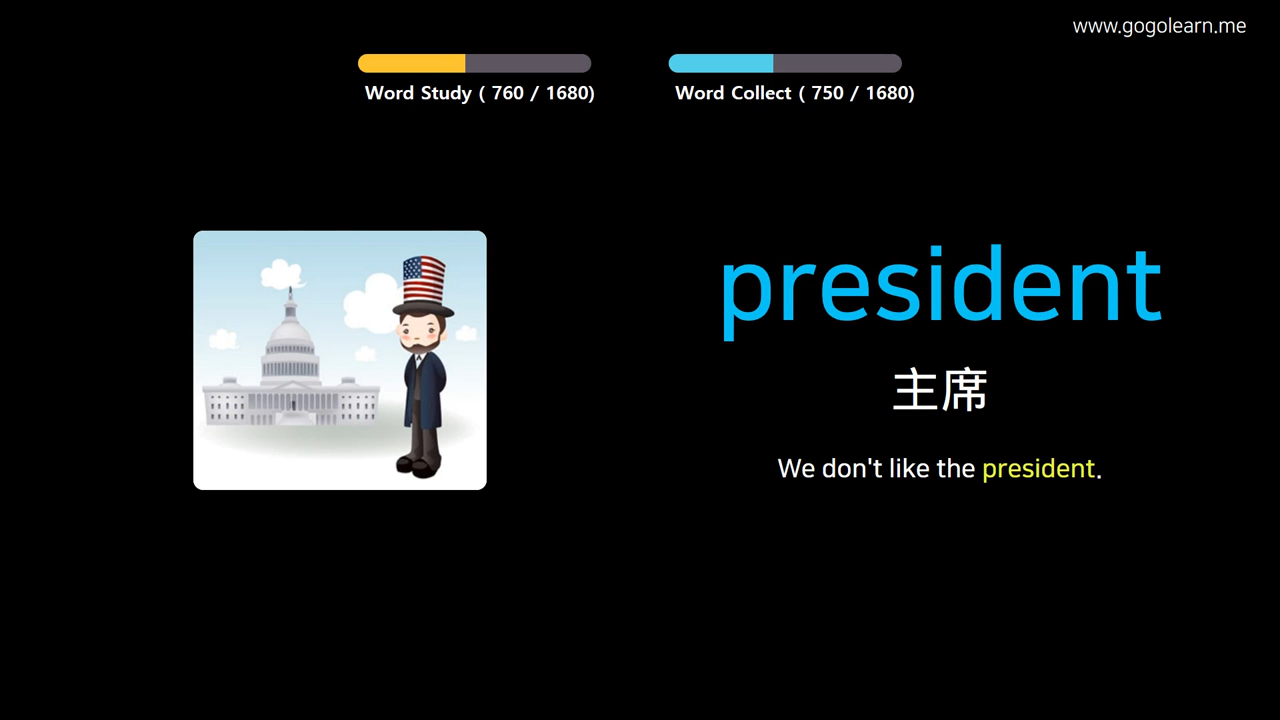 www.gogolearn.me
Word Study ( 760 / 1680)
Word Collect ( 750 / 1680)
president
主席
We don't like the president.